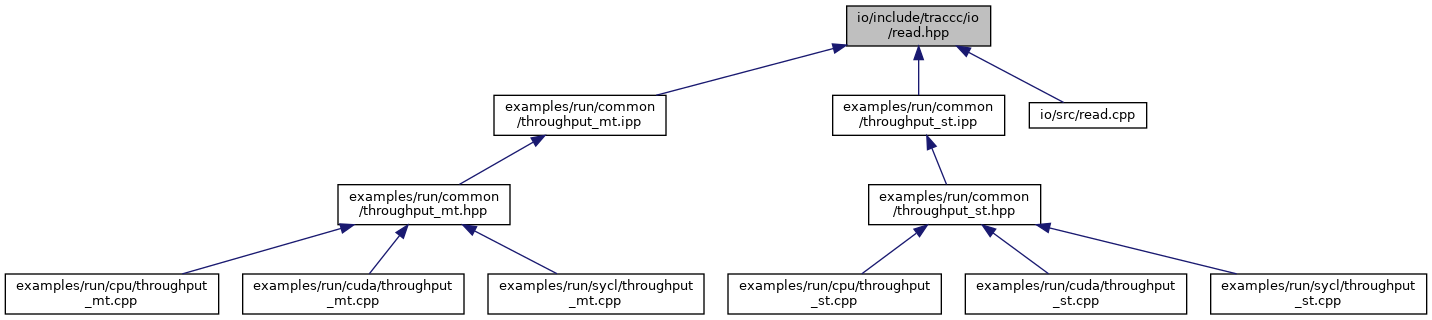 io/include/traccc/io
/read.hpp
examples/run/common
/throughput_mt.ipp
examples/run/common
/throughput_st.ipp
io/src/read.cpp
examples/run/common
/throughput_mt.hpp
examples/run/common
/throughput_st.hpp
examples/run/cpu/throughput
_mt.cpp
examples/run/cuda/throughput
_mt.cpp
examples/run/sycl/throughput
_mt.cpp
examples/run/cpu/throughput
_st.cpp
examples/run/cuda/throughput
_st.cpp
examples/run/sycl/throughput
_st.cpp